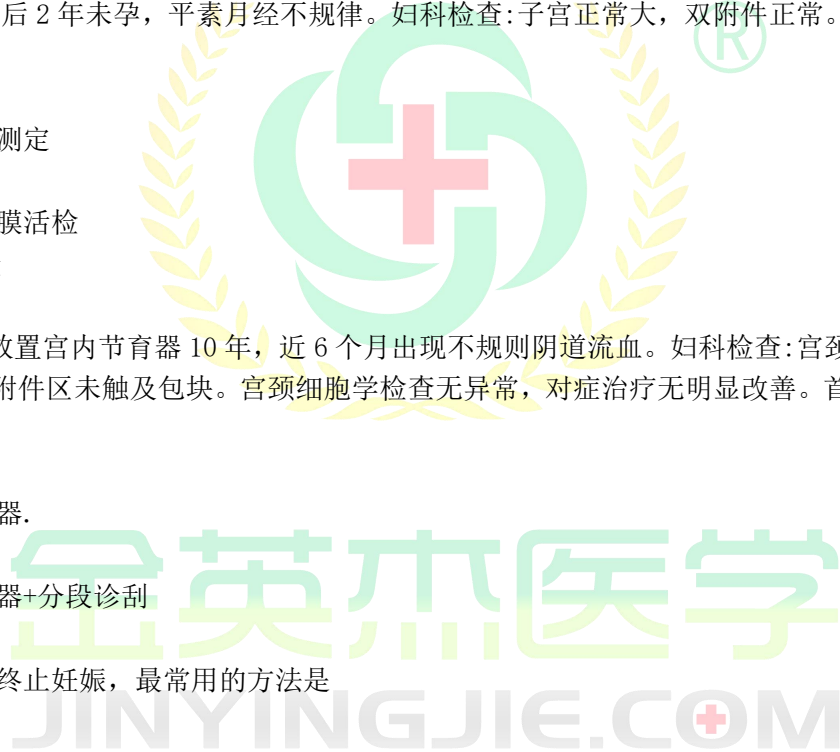 后 2 年未孕，平素月经不规律。妇科检查:子宫正常大，双附件正常。
®
测定
膜活检
放置宫内节育器 10 年，近 6 个月出现不规则阴道流血。妇科检查:宫颈
附件区未触及包块。宫颈细胞学检查无异常，对症治疗无明显改善。首
器.
器+分段诊刮
终止妊娠，最常用的方法是
金英杰医学
JINYINGJIE.COM